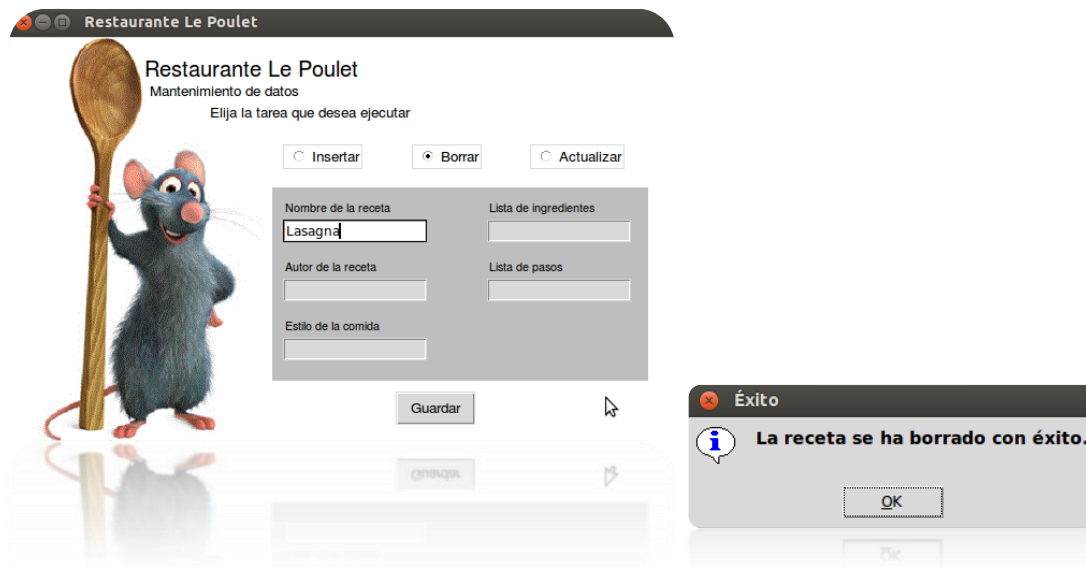 Restaurante Le Poulet
Restaurante Le Poulet
Mantenimiento de datos
Elija la tarea que desea ejecutar
Insertar
Borrar
Actualizar
Nombre de la receta
Lista de ingredientes
Lasagna
Autor de la receta
Lista de pasos
Estilo de la comida
Guardar
Éxito
La receta se ha borrado con éxito.
OK
Guardar
OK